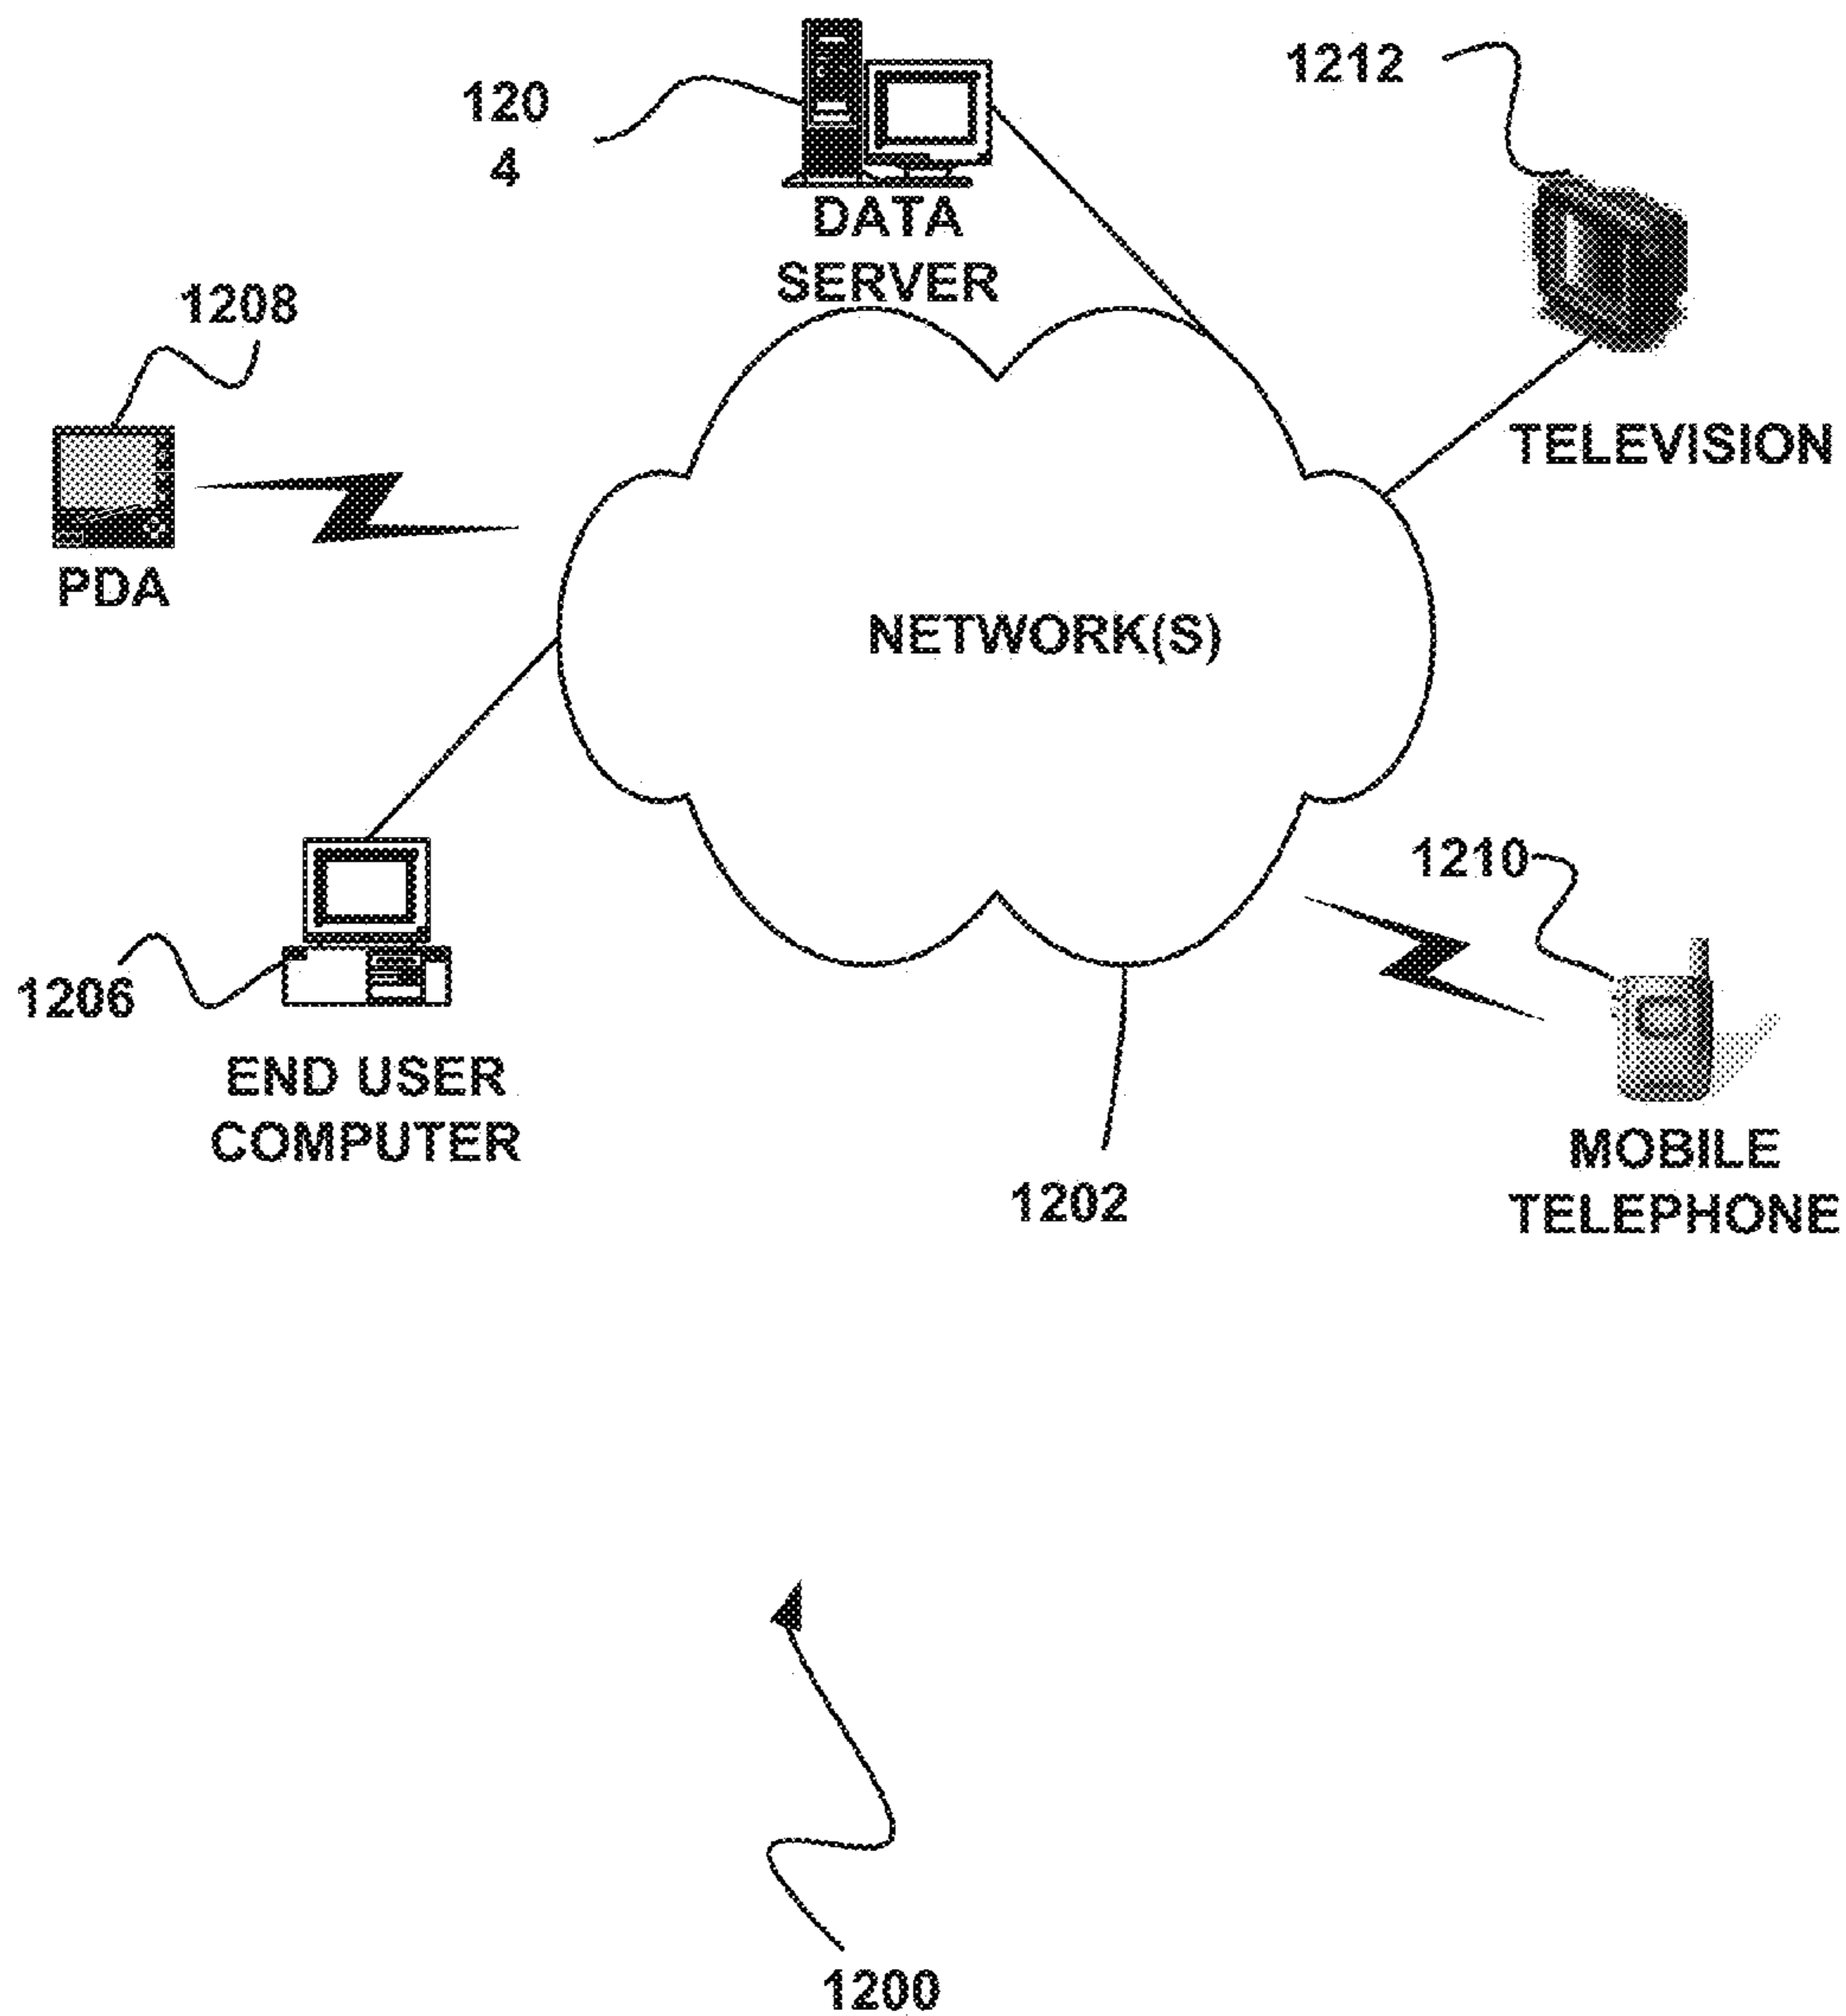 1212
120
4
DATA
SERVER
1208
TELEVISION
PDA
NETWORK(S)
1210
1206
END USER
COMPUTER
MOBILE
TELEPHONE
1202
1200